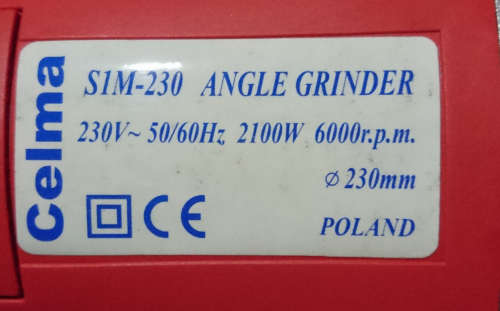 Celma
S1M-230 ANGLE GRINDER
230V~ 50/60Hz 2100W 6000r.p.m.
⌀ 230mm
CE
POLAND